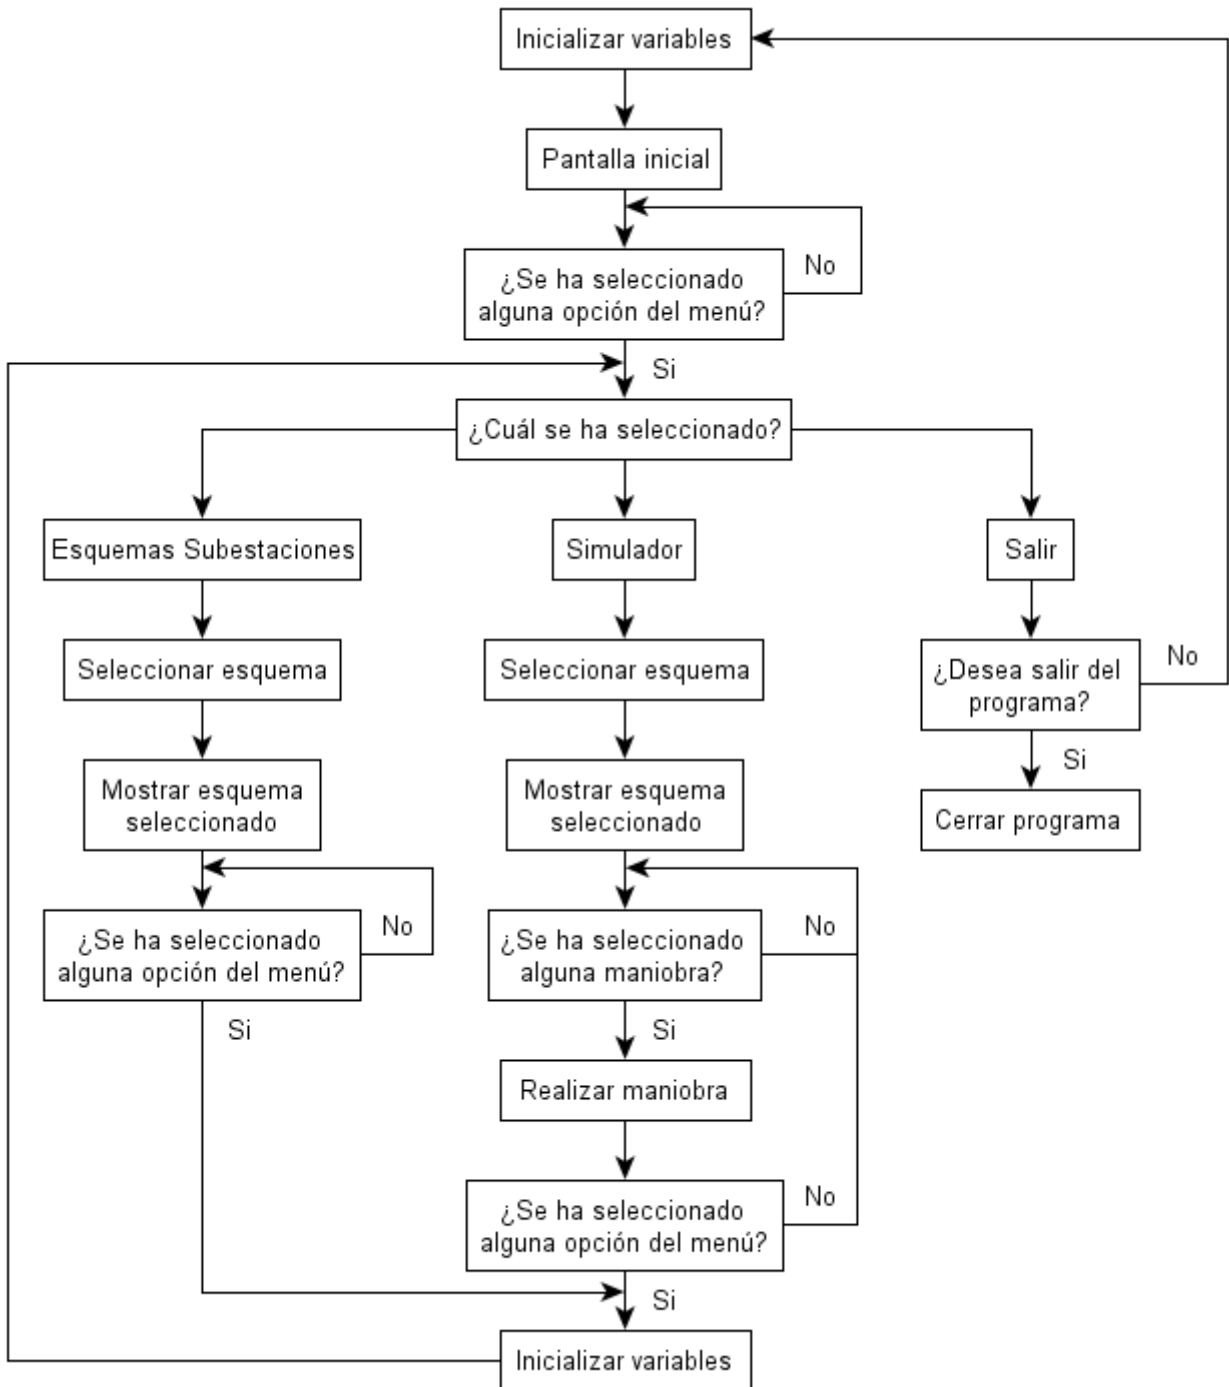 Inicializar variables
Pantalla inicial
¿Se ha seleccionado
alguna opción del menú?
No
Si
¿Cuál se ha seleccionado?
Esquemas Subestaciones
Simulador
Salir
Seleccionar esquema
Seleccionar esquema
¿Desea salir del
programa?
No
Si
Mostrar esquema
seleccionado
Mostrar esquema
seleccionado
Cerrar programa
¿Se ha seleccionado
alguna opción del menú?
No
Si
¿Se ha seleccionado
alguna maniobra?
No
Si
Realizar maniobra
¿Se ha seleccionado
alguna opción del menú?
No
Si
Inicializar variables